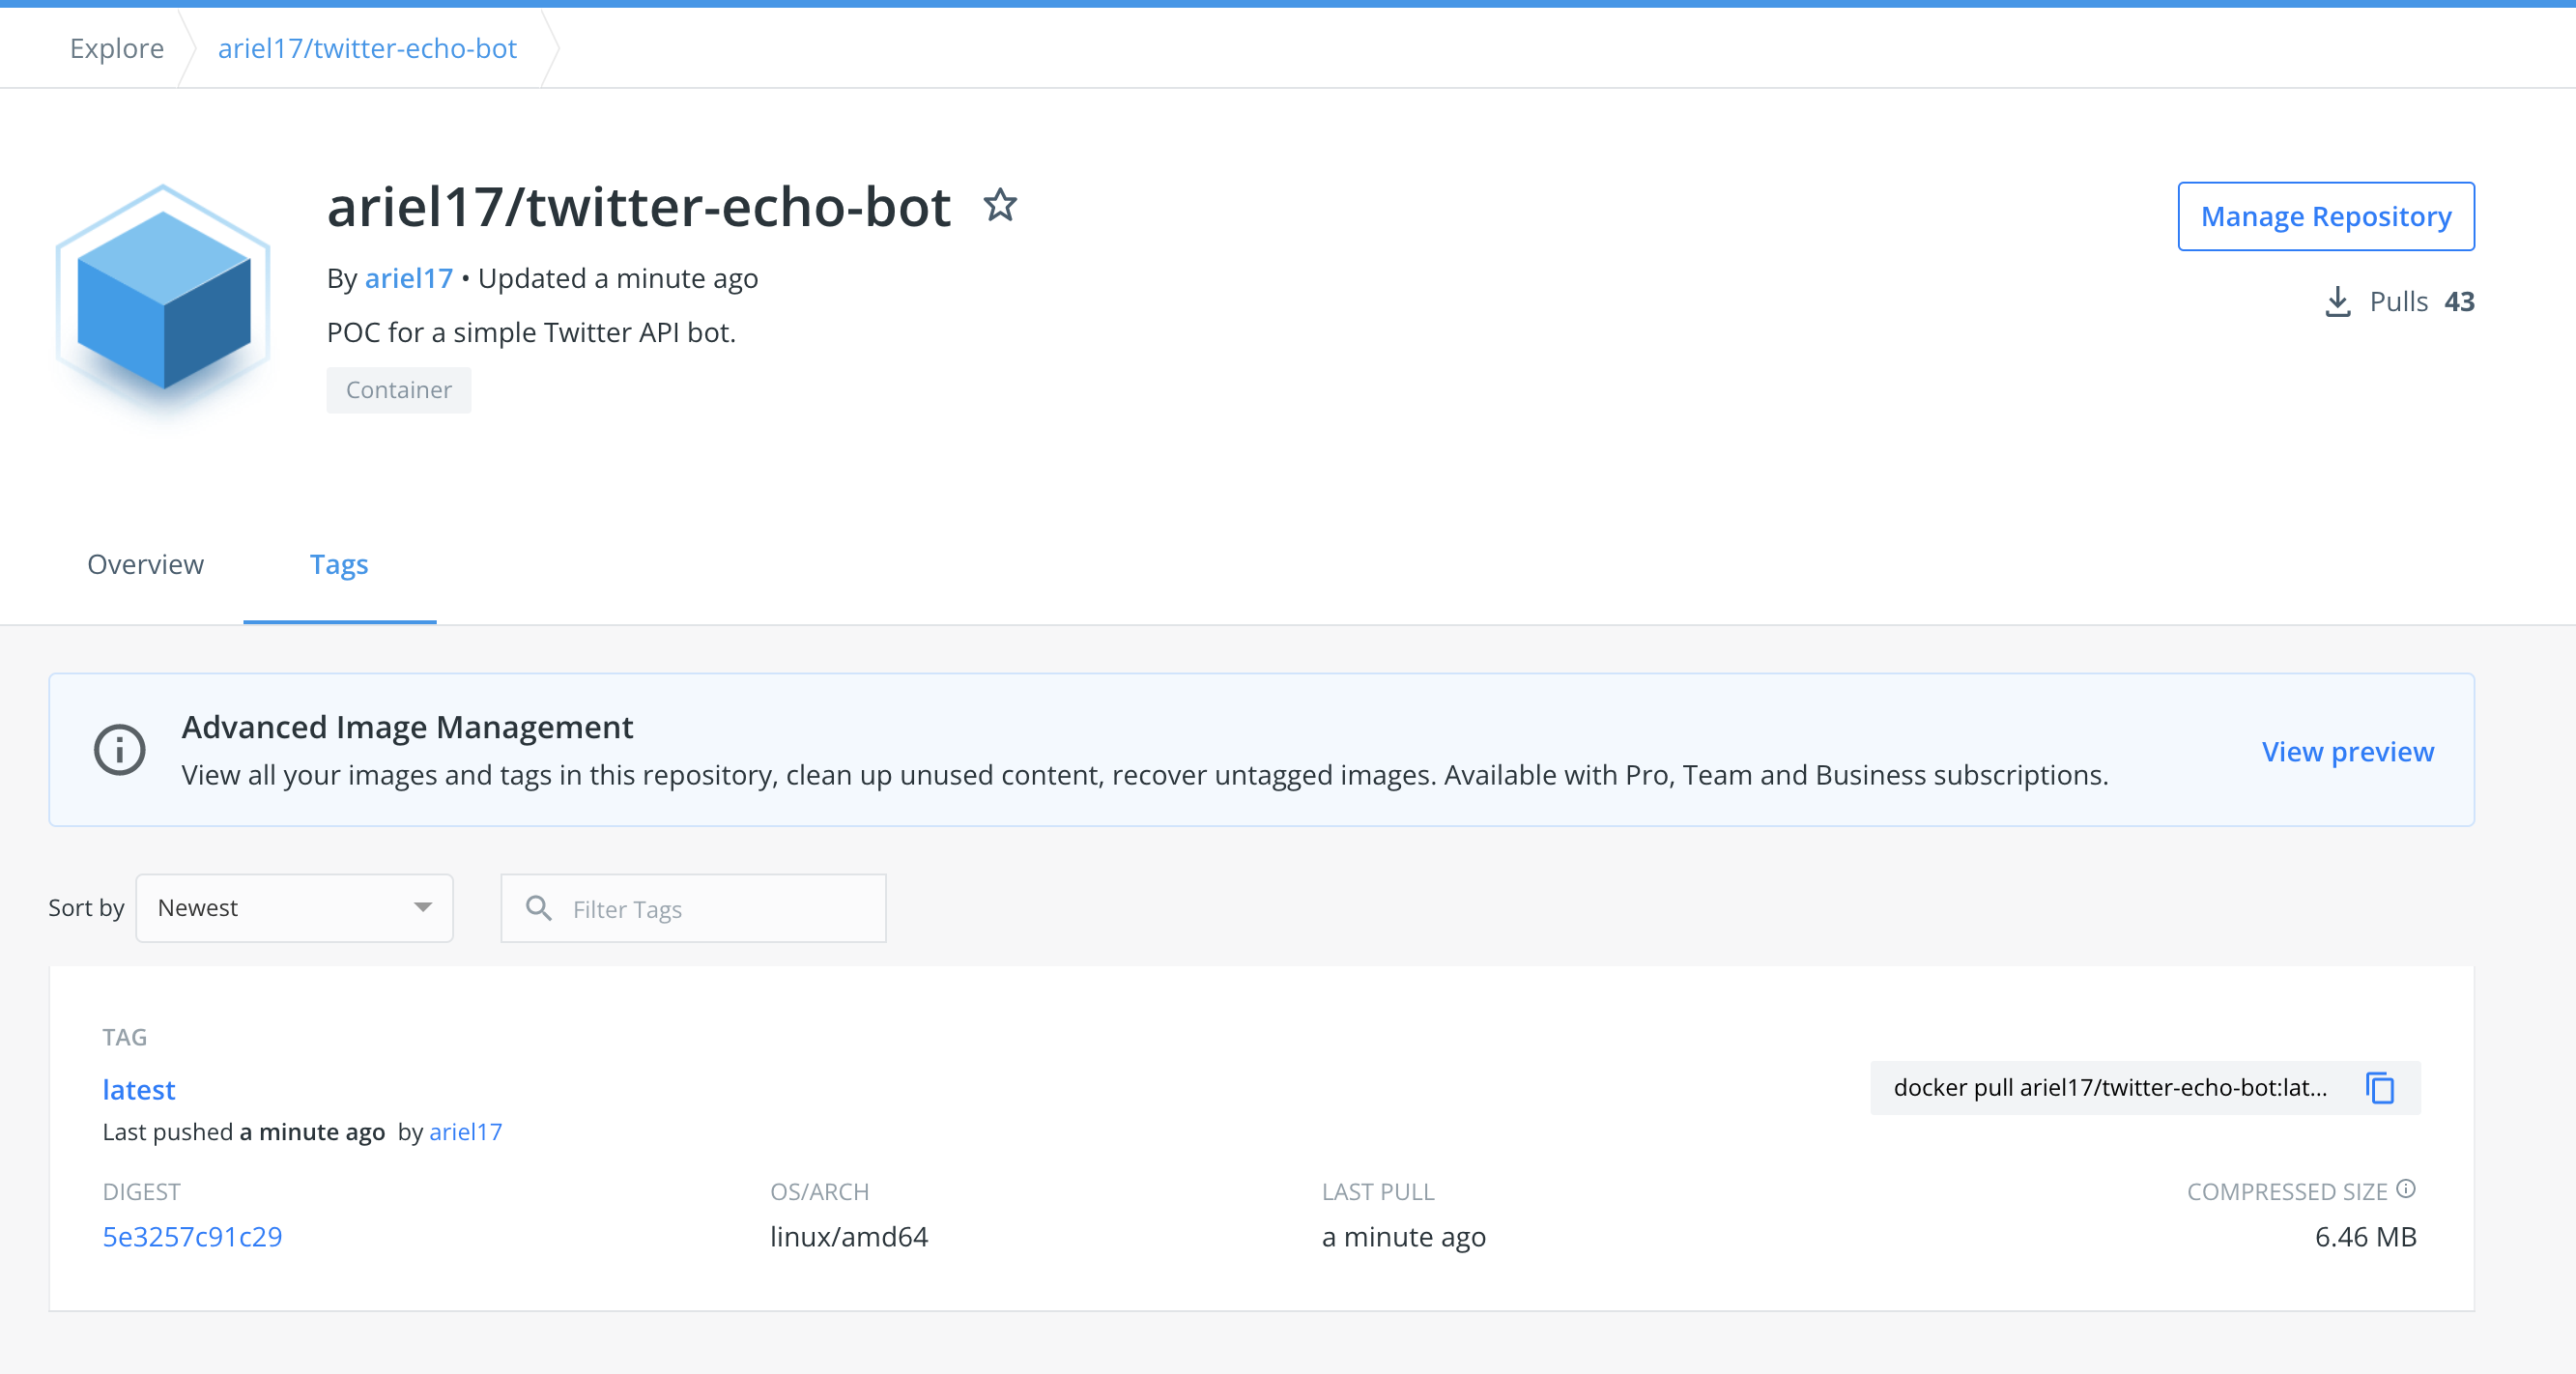 Explore
ariel17/twitter-echo-bot
ariel17/twitter-echo-bot
Manage Repository
By ariel17 • Updated a minute ago
Pulls 43
POC for a simple Twitter API bot.
Container
Overview
Tags
Advanced Image Management
View all your images and tags in this repository, clean up unused content, recover untagged images. Available with Pro, Team and Business subscriptions.
View preview
Sort by
Newest
Filter Tags
TAG
latest
docker pull ariel17/twitter-echo-bot:lat...
Last pushed a minute ago by ariel17
DIGEST
OS/ARCH
LAST PULL
COMPRESSED SIZE
5e3257c91c29
linux/amd64
a minute ago
6.46 MB